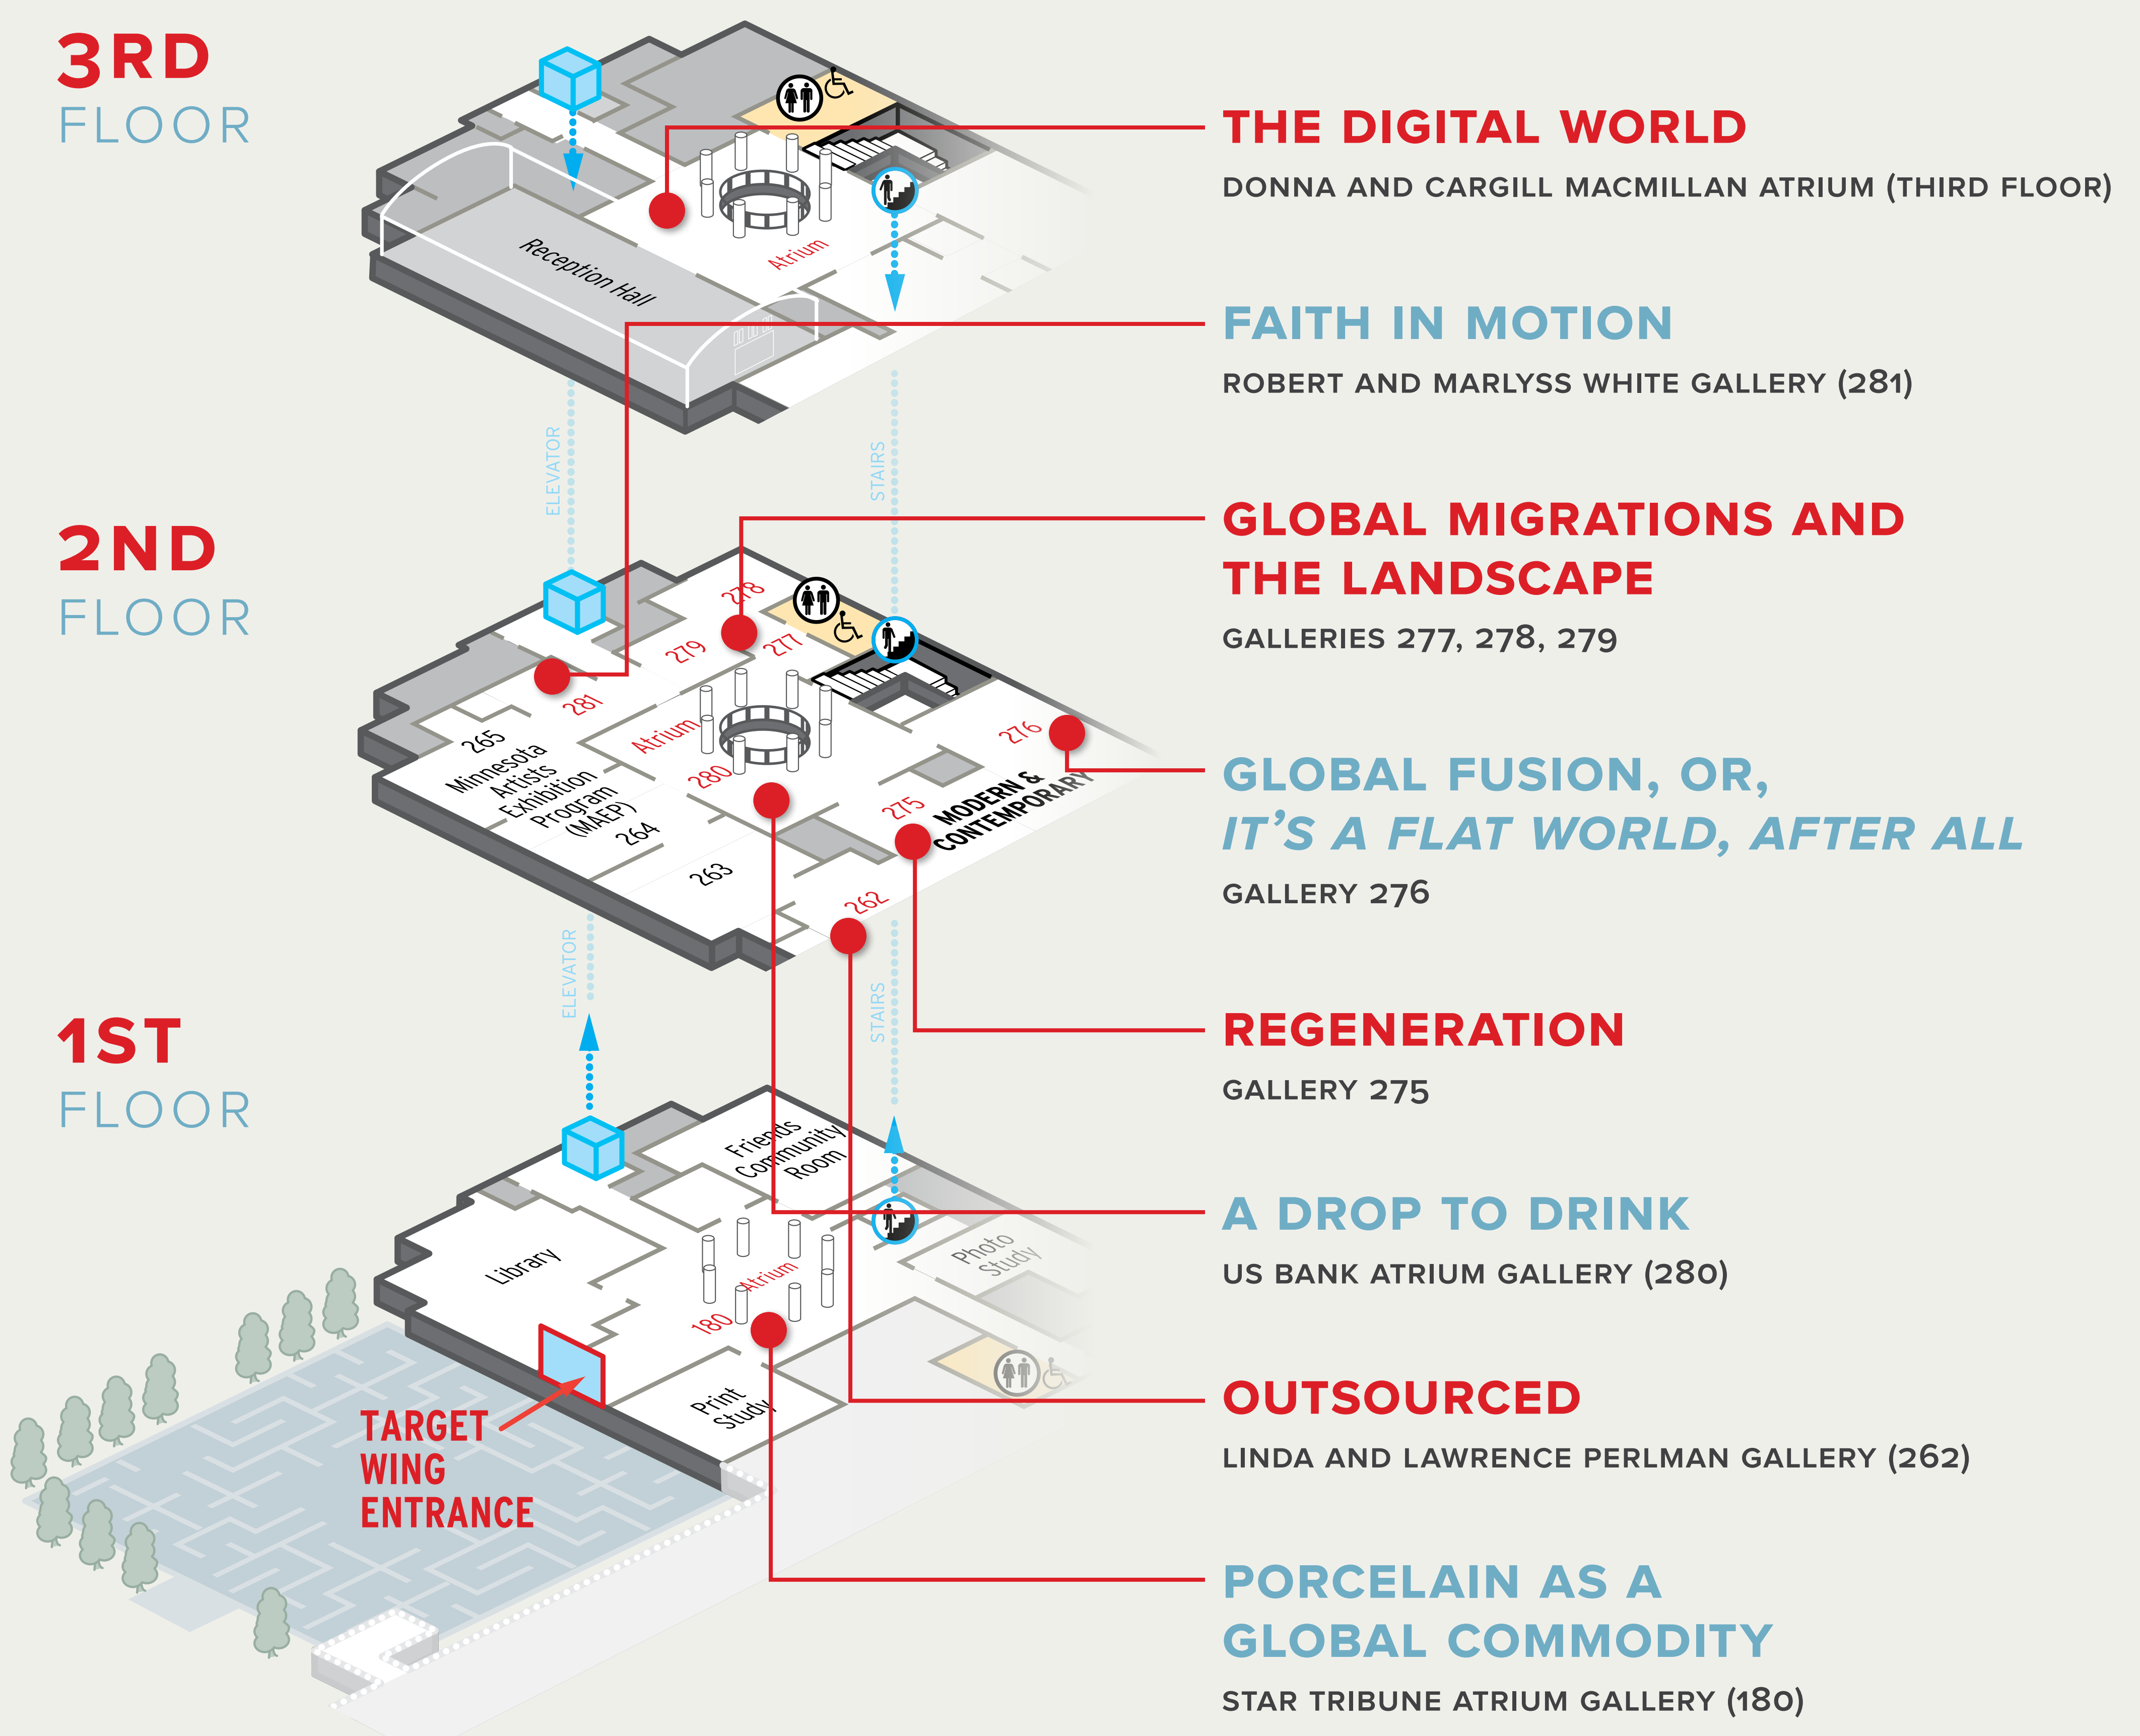 3RD
FLOOR
Reception Hall
Atrium
THE DIGITAL WORLD
DONNA AND CARGILL MACMILLAN ATRIUM (THIRD FLOOR)
FAITH IN MOTION
ROBERT AND MARLYSS WHITE GALLERY (281)
ELEVATOR
STAIRS
2ND
FLOOR
278
279
277
281
Atrium
280
276
265
Minnesota
Artists
Exhibition
Program
(MAEP)
264
263
275
MODERN &
CONTEMPORARY
262
GLOBAL MIGRATIONS AND
THE LANDSCAPE
GALLERIES 277, 278, 279
GLOBAL FUSION, OR,
IT'S A FLAT WORLD, AFTER ALL
GALLERY 276
ELEVATOR
STAIRS
REGENERATION
GALLERY 275
1ST
FLOOR
Friends
Community
Room
Library
Atrium
180
Photo
Study
Print
Study
TARGET
WING
ENTRANCE
A DROP TO DRINK
US BANK ATRIUM GALLERY (280)
OUTSOURCED
LINDA AND LAWRENCE PERLMAN GALLERY (262)
PORCELAIN AS A
GLOBAL COMMODITY
STAR TRIBUNE ATRIUM GALLERY (180)